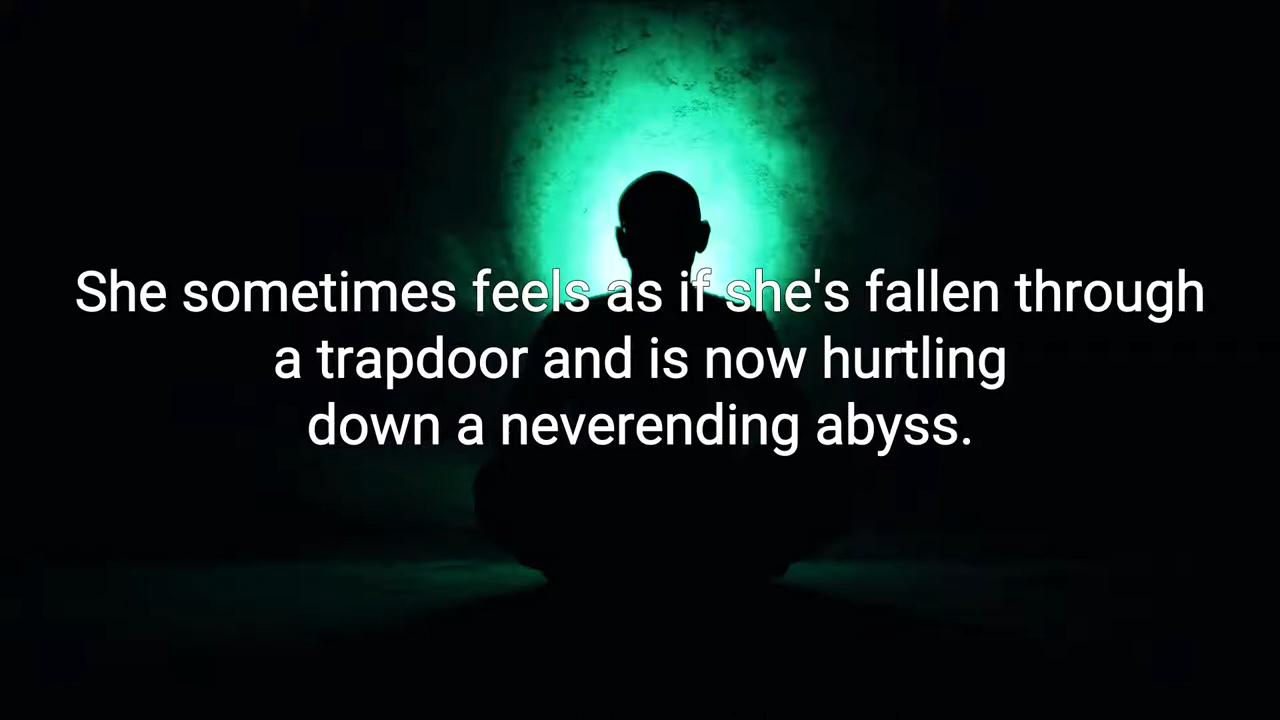 She sometimes feels as if she's fallen through
a trapdoor and is now hurtling
down a neverending abyss.